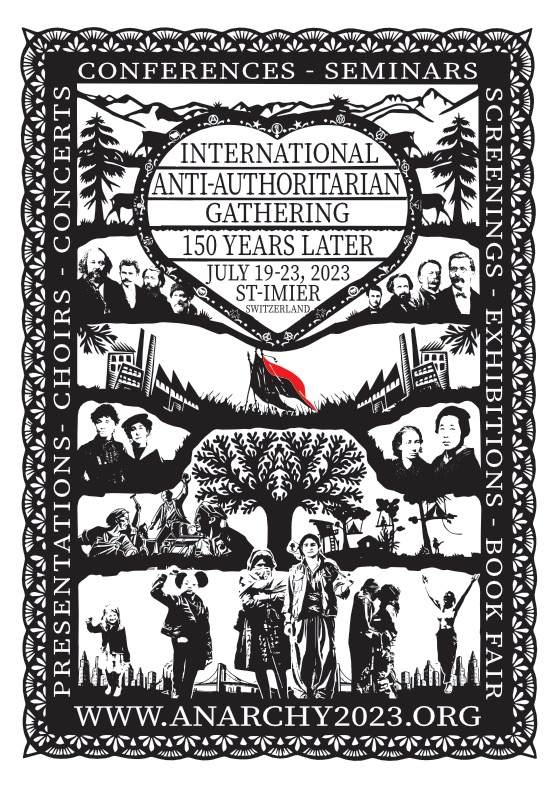 CONFERENCES - SEMINARS
PRESENTATIONS- CHOIRS - CONCERTS
SCREENINGS - EXHIBITIONS - BOOK FAIR
INTERNATIONAL
ANTI-AUTHORITARIAN
GATHERING
150 YEARS LATER
JULY 19-23, 2023
ST-IMIER
SWITZERLAND
WWW.ANARCHY2023.ORG